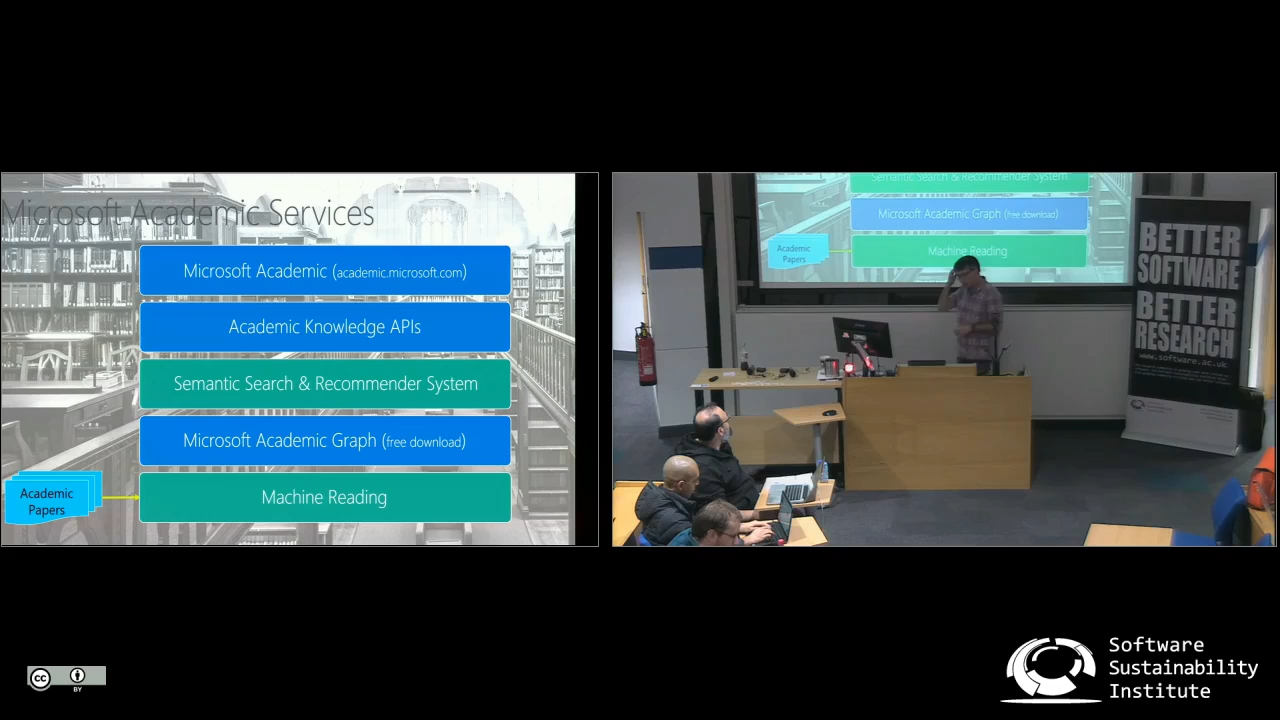 Microsoft Academic Services
Microsoft Academic (academic.microsoft.com)
Academic Knowledge APIs
Semantic Search & Recommender System
Microsoft Academic Graph (free download)
Academic
Papers
Machine Reading
Semantic Search & Recommender System
Microsoft Academic Graph (free download)
Academic
Papers
Machine Reading
BETTER
SOFTWARE
BETTER
RESEARCH
www.software.ac.uk
cc
BY
Software
Sustainability
Institute